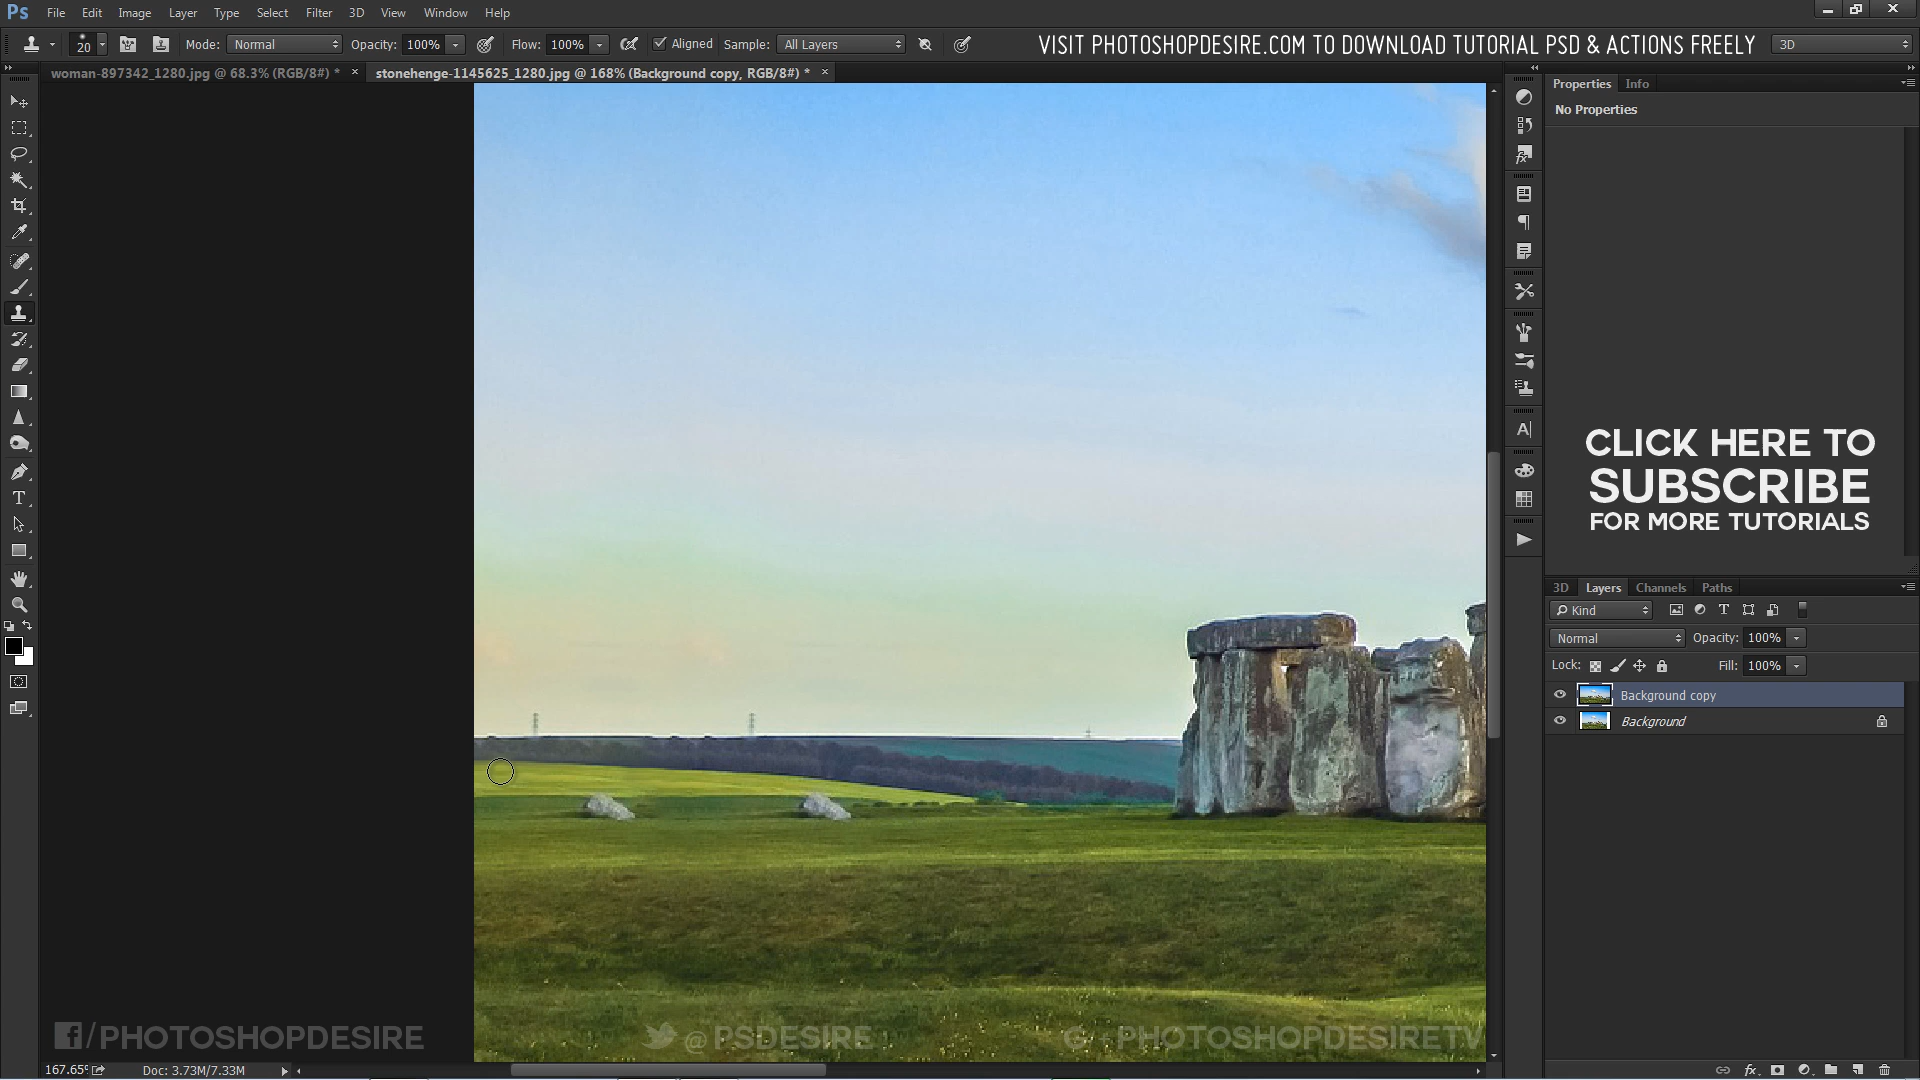 Ps File Edit Image Layer Type Select Filter 3D View Window Help
20 Mode: Normal Opacity: 100% Flow: 100% Aligned Sample: All Layers VISIT PHOTOSHOPDESIRE.COM TO DOWNLOAD TUTORIAL PSD & ACTIONS FREELY 3D
woman-897342_1280.jpg @ 68.3% (RGB/8#) * × stonehenge-1145625_1280.jpg @ 168% (Background copy, RGB/8#) * ×
Properties Info
No Properties
CLICK HERE TO
SUBSCRIBE
FOR MORE TUTORIALS
3D Layers Channels Paths
Kind
Normal Opacity: 100%
Lock: Fill: 100%
Background copy
Background
f/PHOTOSHOPDESIRE @PSDESIRE G+ PHOTOSHOPDESIRETV
167.65% Doc: 3.73M/7.33M